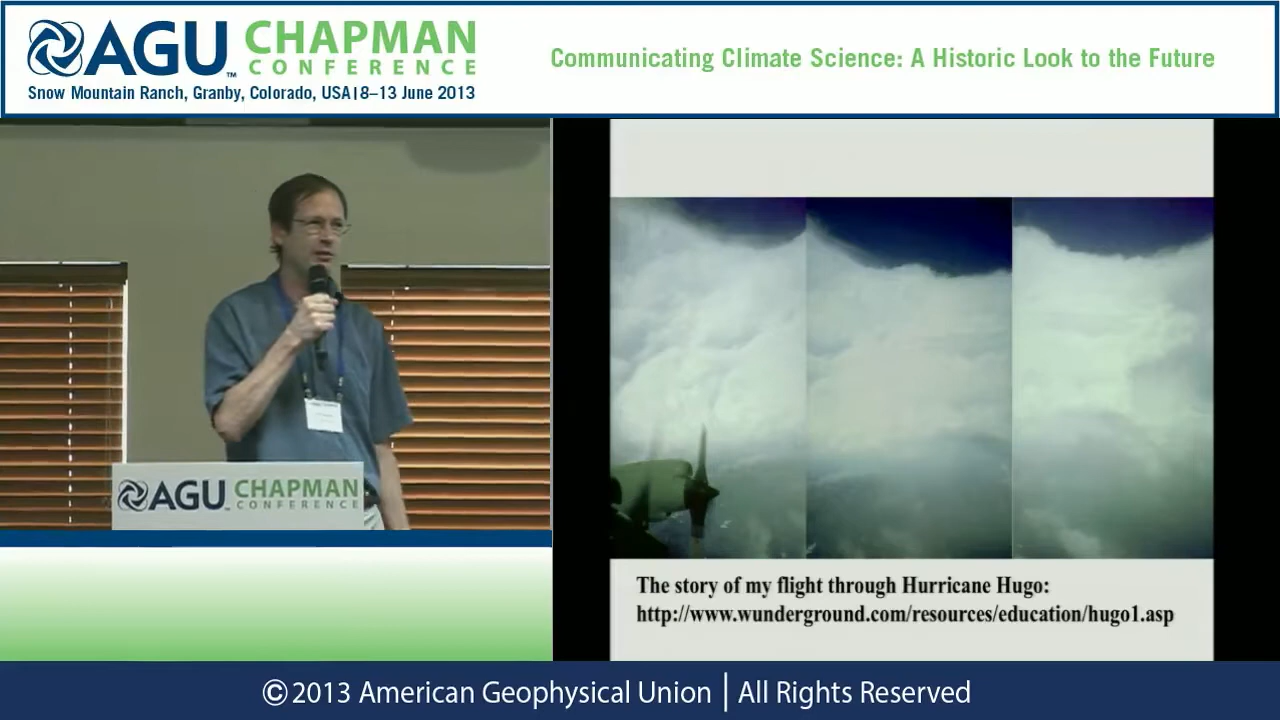 AGU CHAPMAN
™ CONFERENCE
Snow Mountain Ranch, Granby, Colorado, USA|8–13 June 2013
Communicating Climate Science: A Historic Look to the Future
AGU CHAPMAN
CONFERENCE
The story of my flight through Hurricane Hugo:
http://www.wunderground.com/resources/education/hugo1.asp
©2013 American Geophysical Union | All Rights Reserved